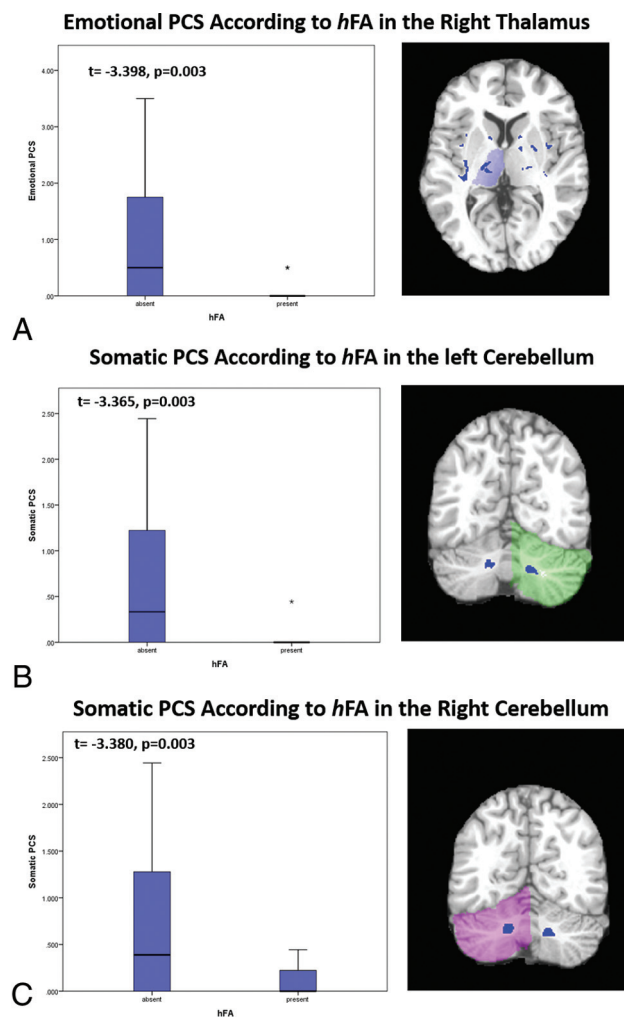 Emotional PCS According to hFA in the Right Thalamus
t= -3.398, p=0.003
4.00
3.00
2.00
1.00
.00
Emotional PCS
*
absent
present
hFA
A
Somatic PCS According to hFA in the left Cerebellum
t= -3.365, p=0.003
2.50
2.00
1.50
1.00
.50
.00
Somatic PCS
*
absent
present
hFA
B
Somatic PCS According to hFA in the Right Cerebellum
t= -3.380, p=0.003
2.500
2.000
1.500
1.000
.500
.000
Somatic PCS
absent
present
hFA
C